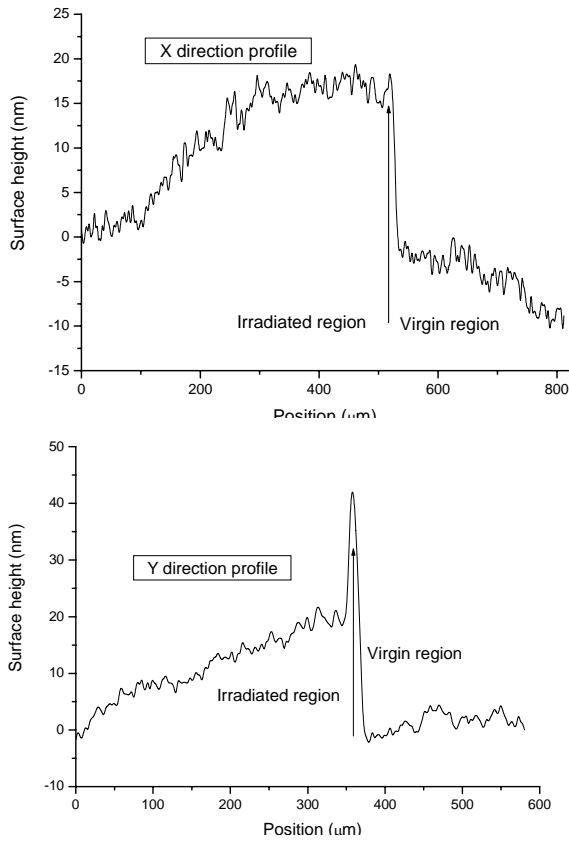 25
X direction profile
20
15
10
5
0
-5
-10
-15
Surface height (nm)
Irradiated region
Virgin region
0
200
400
600
800
Position (μm)
50
40
30
20
10
0
-10
Surface height (nm)
Y direction profile
Virgin region
Irradiated region
0
100
200
300
400
500
600
Position (μm)